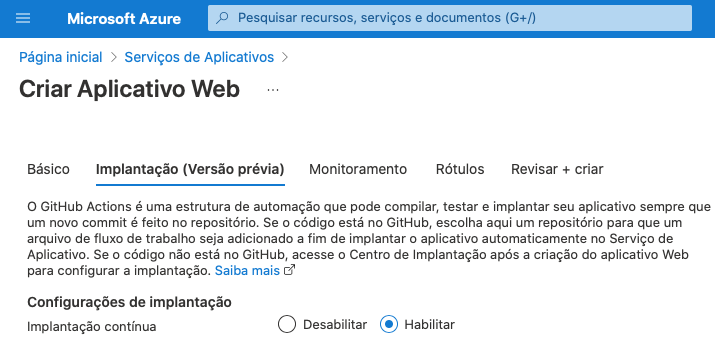 Microsoft Azure
Pesquisar recursos, serviços e documentos (G+/)
Página inicial > Serviços de Aplicativos >
Criar Aplicativo Web ...
Básico Implantação (Versão prévia) Monitoramento Rótulos Revisar + criar
O GitHub Actions é uma estrutura de automação que pode compilar, testar e implantar seu aplicativo sempre que
um novo commit é feito no repositório. Se o código está no GitHub, escolha aqui um repositório para que um
arquivo de fluxo de trabalho seja adicionado a fim de implantar o aplicativo automaticamente no Serviço de
Aplicativo. Se o código não está no GitHub, acesse o Centro de Implantação após a criação do aplicativo Web
para configurar a implantação. Saiba mais
Configurações de implantação
Implantação contínua Desabilitar Habilitar